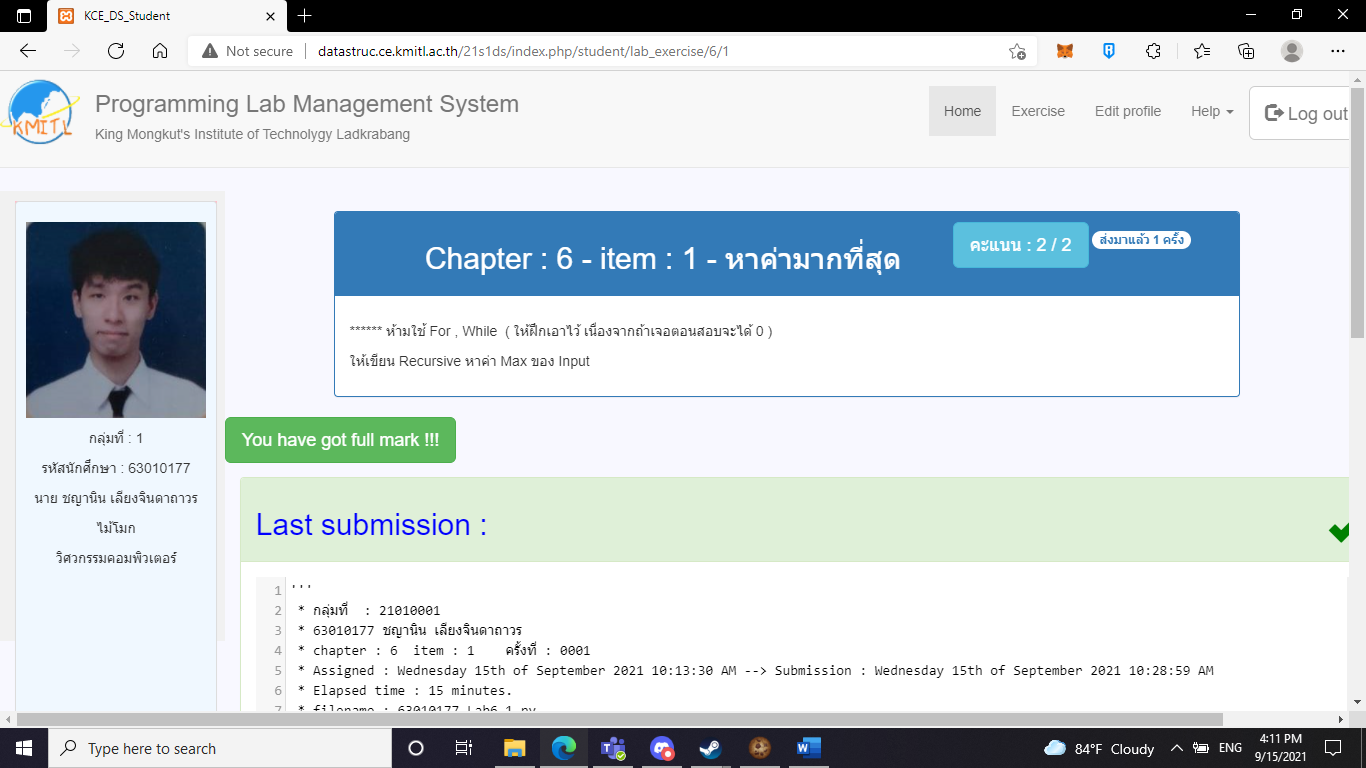 KCE_DS_Student
Not secure
datastruc.ce.kmitl.ac.th/21s1ds/index.php/student/lab_exercise/6/1
KMITL
Programming Lab Management System
King Mongkut's Institute of Technolygy Ladkrabang
Home
Exercise
Edit profile
Help
Log out
Chapter : 6 - item : 1 - หาค่ามากที่สุด
คะแนน : 2 / 2
ส่งมาแล้ว 1 ครั้ง
****** ห้ามใช้ For , While ( ให้ฝึกเอาไว้ เนื่องจากถ้าเจอตอนสอบจะได้ 0 )
ให้เขียน Recursive หาค่า Max ของ Input
กลุ่มที่ : 1
รหัสนักศึกษา : 63010177
นาย ชญานิน เลียงจินดาถาวร
ไม้โมก
วิศวกรรมคอมพิวเตอร์
You have got full mark !!!
Last submission :
1 '''
2 * กลุ่มที่ : 21010001
3 * 63010177 ชญานิน เลียงจินดาถาวร
4 * chapter : 6 item : 1 ครั้งที่ : 0001
5 * Assigned : Wednesday 15th of September 2021 10:13:30 AM --> Submission : Wednesday 15th of September 2021 10:28:59 AM
6 * Elapsed time : 15 minutes.
7 * filename : 63010177_Lab6_1.py
Type here to search
84°F Cloudy
ENG
4:11 PM
9/15/2021